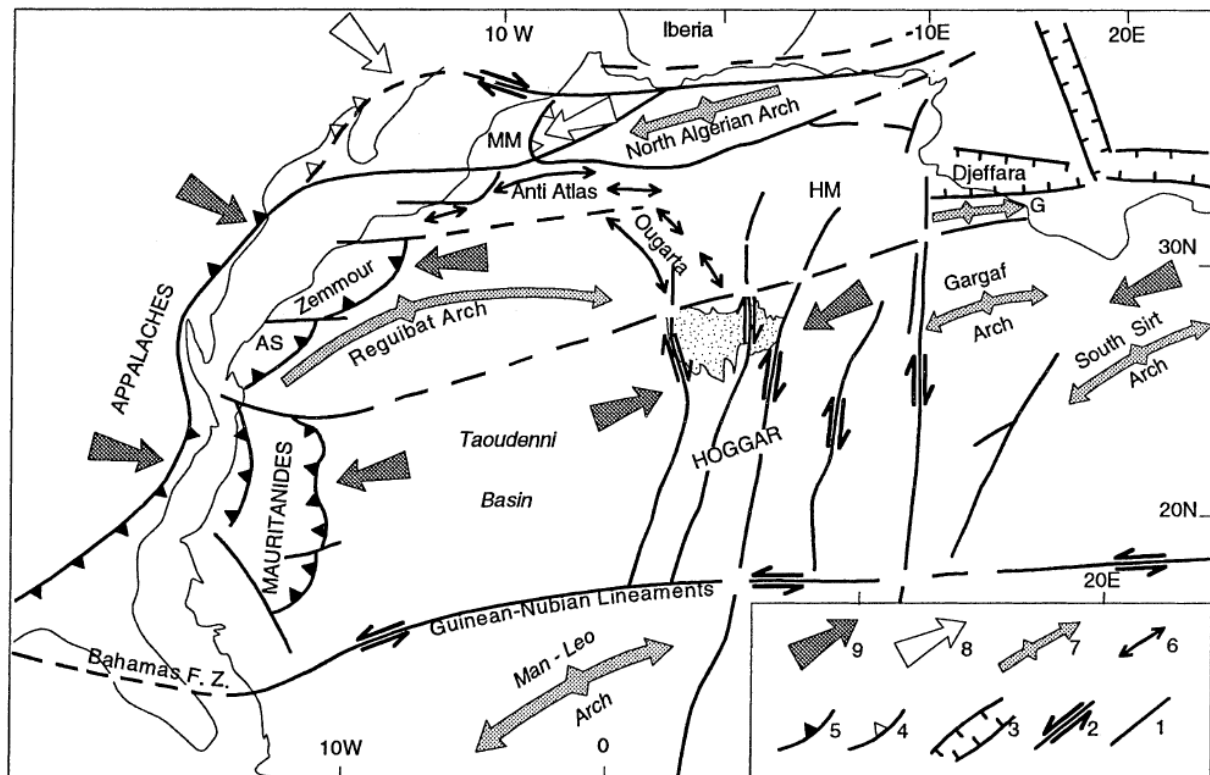 10 W
10E
20E
Iberia
MM
North Algerian Arch
Djeffara
Anti Atlas
HM
G
Ougarta
30N
Zemmour
Gargaf
Arch
APPALACHES
Reguibat Arch
AS
South Sirt
Arch
Taoudenni
HOGGAR
Basin
MAURITANIDES
20N
20E
Guinean-Nubian Lineaments
Bahamas F. Z.
Man - Leo
Arch
10W
0
9
8
7
6
5
4
3
2
1